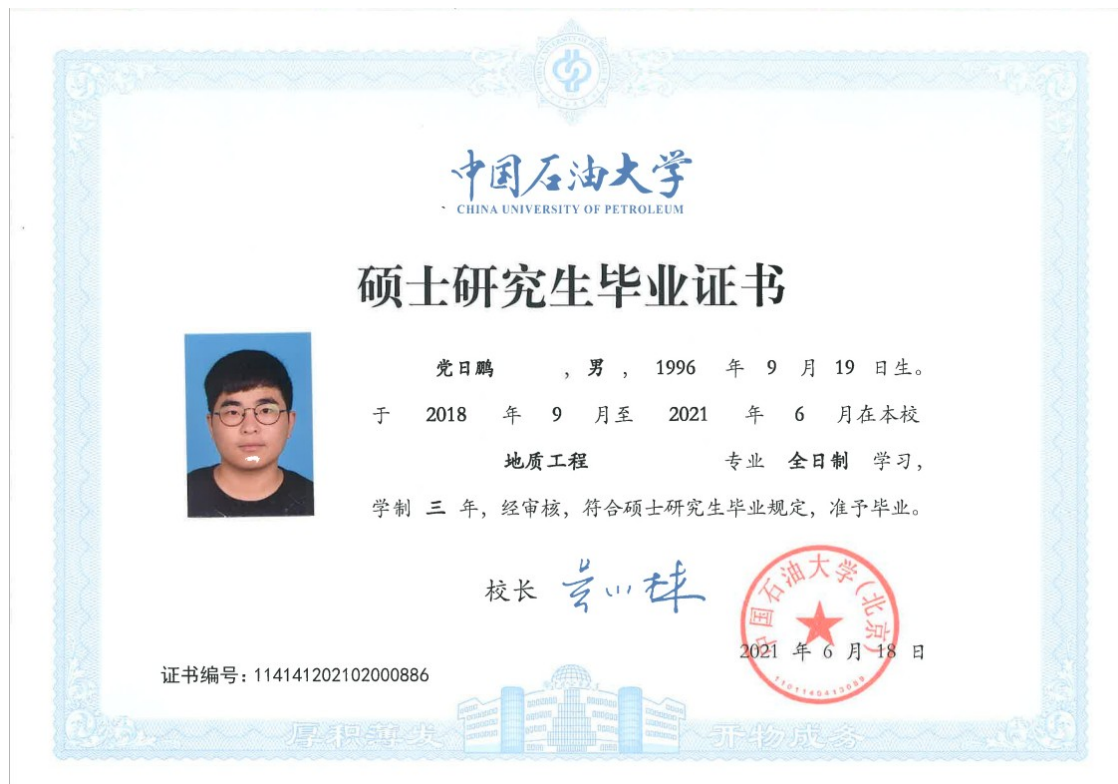 中国石油大学
CHINA UNIVERSITY OF PETROLEUM
硕士研究生毕业证书
党日鹏 , 男 , 1996 年 9 月 19 日生。
于 2018 年 9 月至 2021 年 6 月在本校
地质工程 专业 全日制 学习,
学制 三 年, 经审核, 符合硕士研究生毕业规定, 准予毕业。
校长
中国石油大学(北京)
2021 年 6 月 18 日
证书编号: 114141202102000886
厚积薄发 开物成务